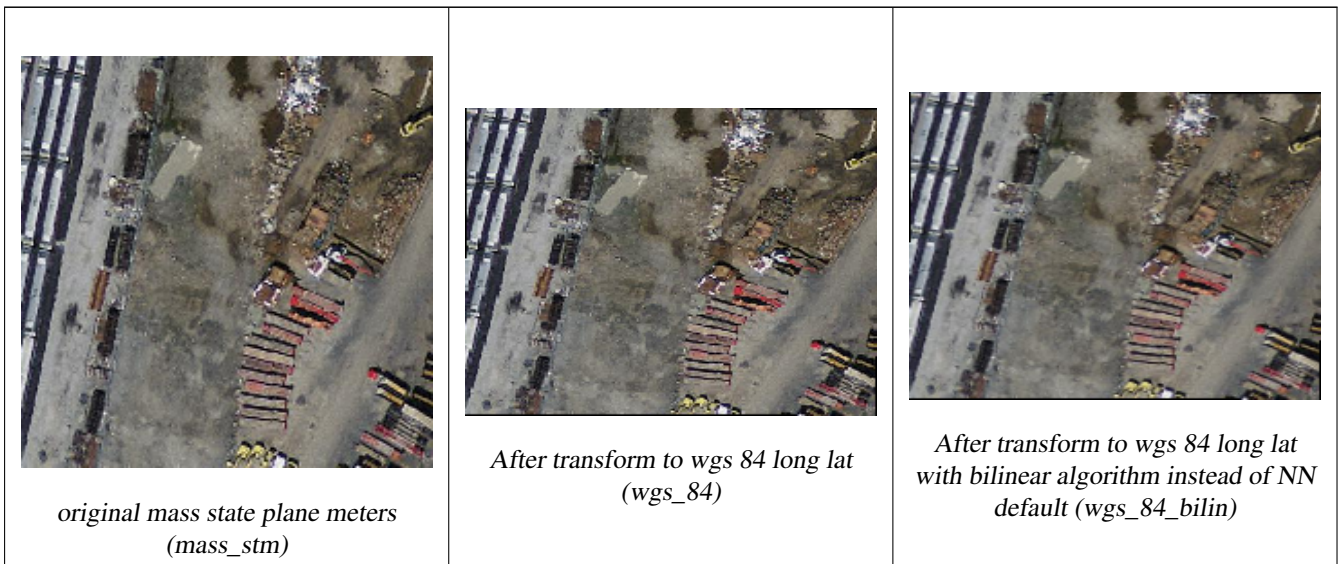 original mass state plane meters
(mass_stm)
After transform to wgs 84 long lat
(wgs_84)
After transform to wgs 84 long lat
with bilinear algorithm instead of NN
default (wgs_84_bilin)